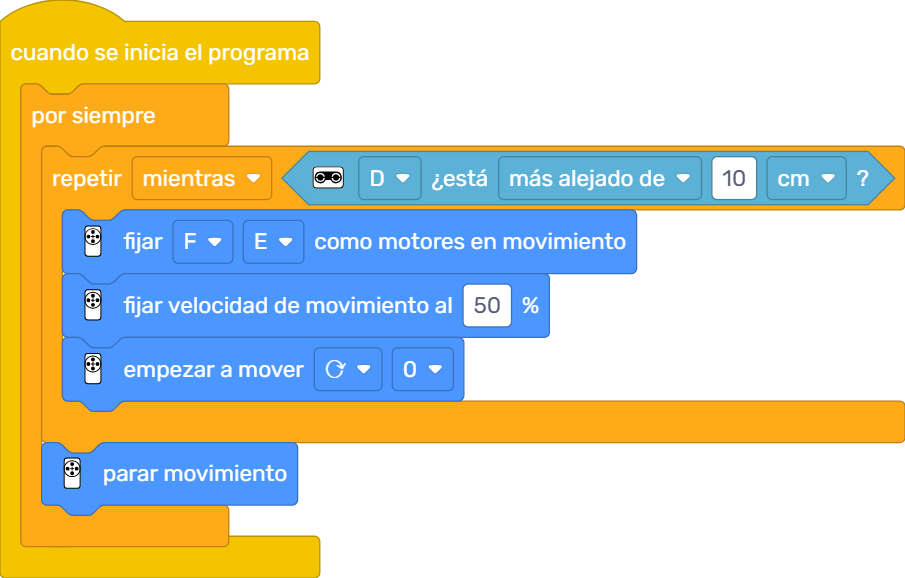 cuando se inicia el programa
por siempre
repetir mientras D ¿está más alejado de 10 cm ?
fijar F E como motores en movimiento
fijar velocidad de movimiento al 50 %
empezar a mover 0
parar movimiento